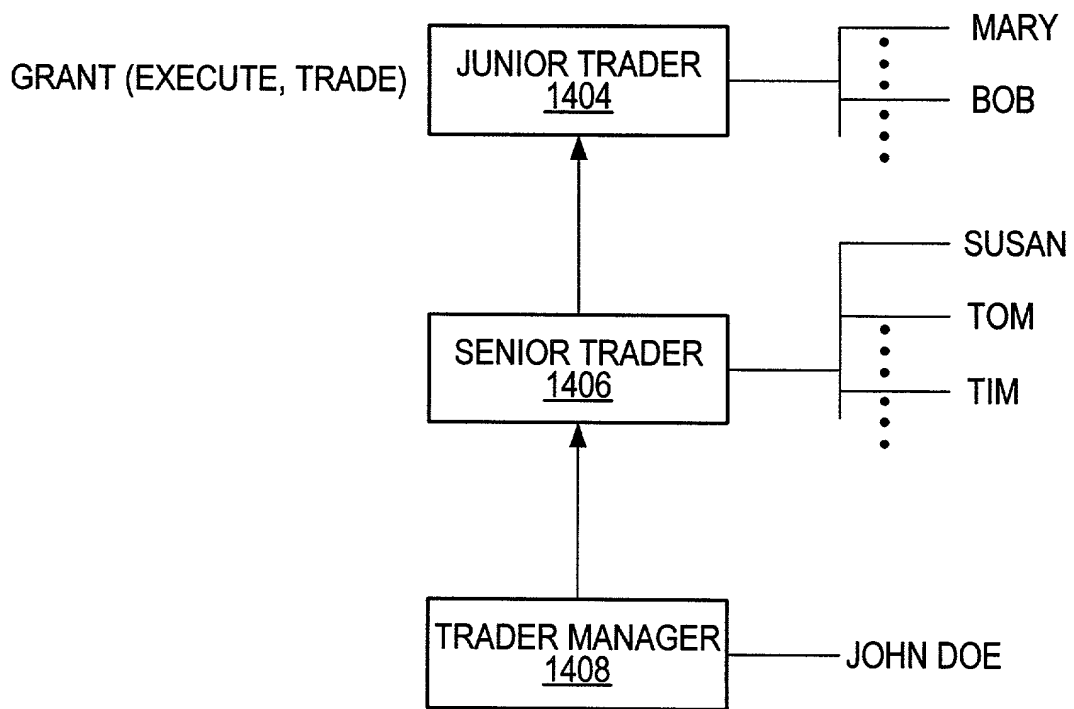 GRANT (EXECUTE, TRADE)
JUNIOR TRADER
1404
MARY
BOB
SENIOR TRADER
1406
SUSAN
TOM
TIM
TRADER MANAGER
1408
JOHN DOE